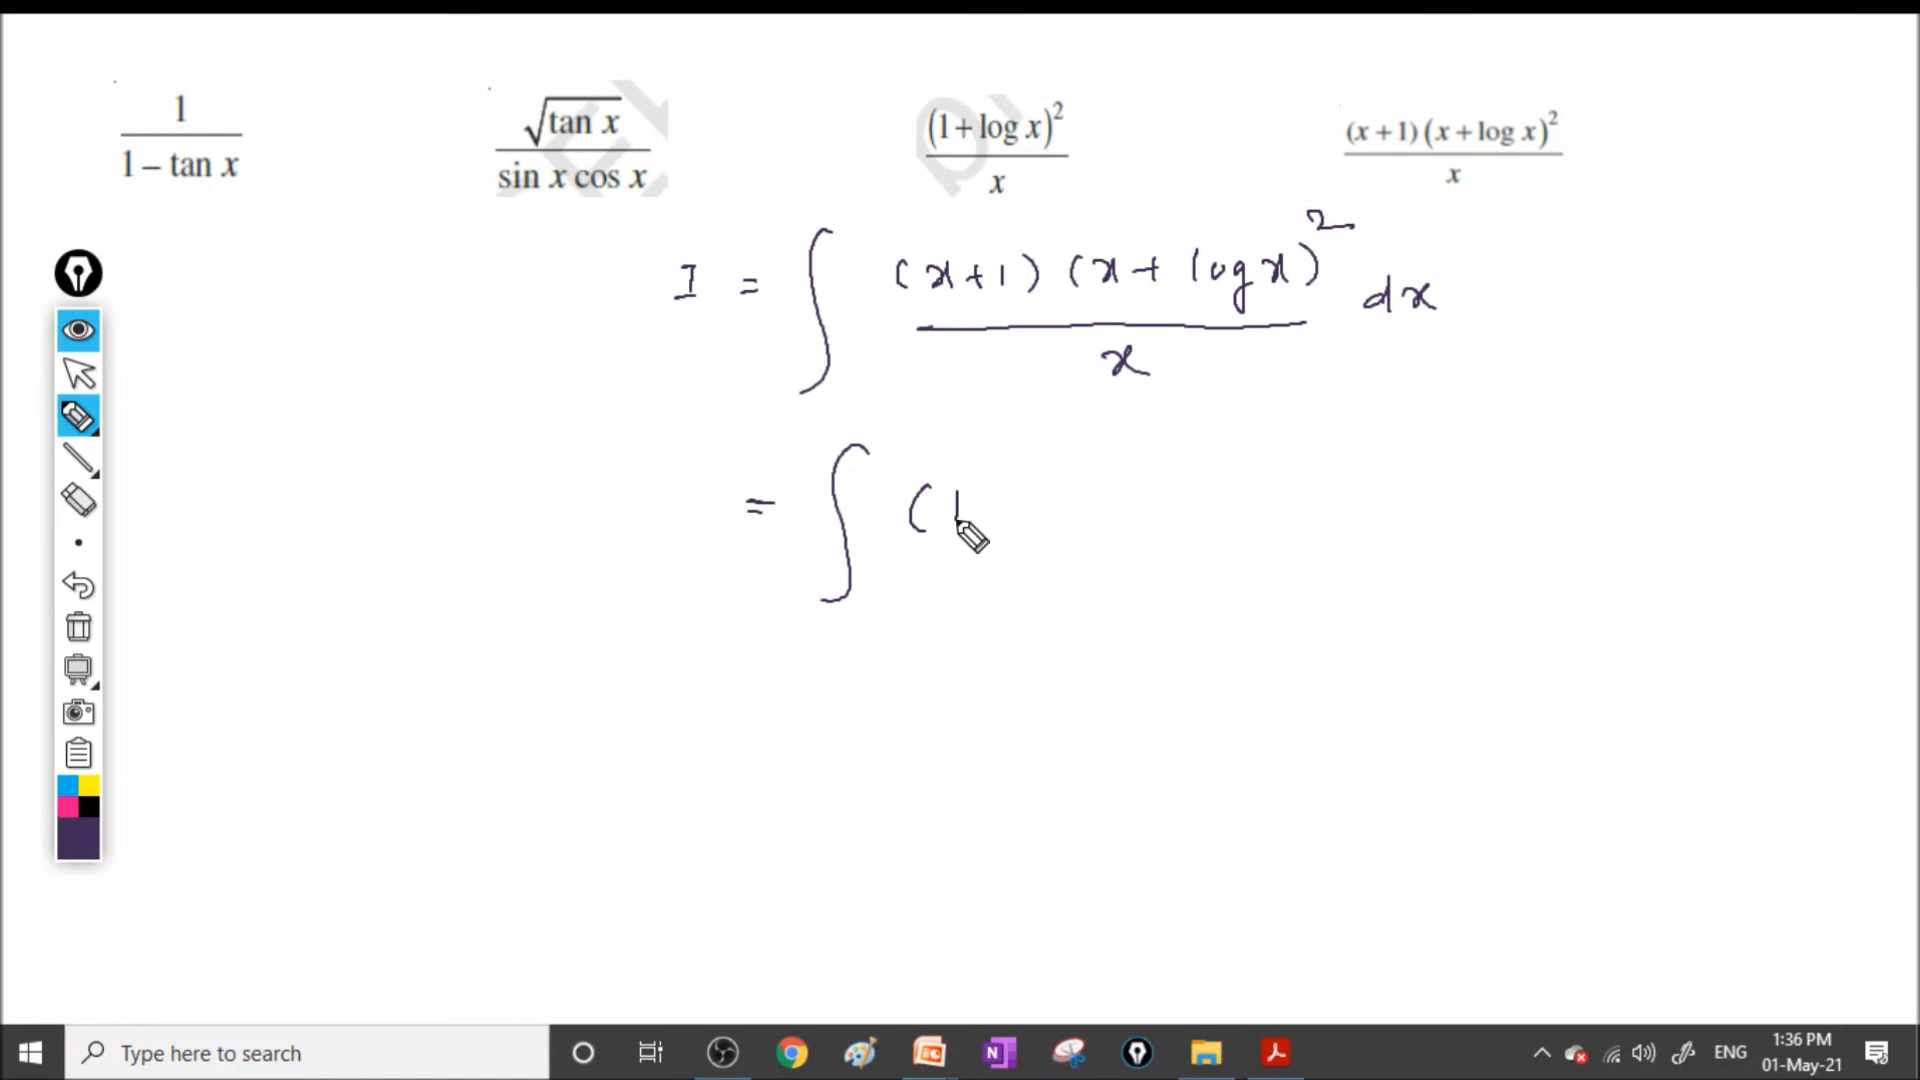 1 / (1 – tan x)
√(tan x) / (sin x cos x)
(1 + log x)² / x
(x + 1)(x + log x)² / x
I = ∫ (x+1) (x + log x)² / x dx
= ∫ (1
Type here to search
ENG
1:36 PM
01-May-21